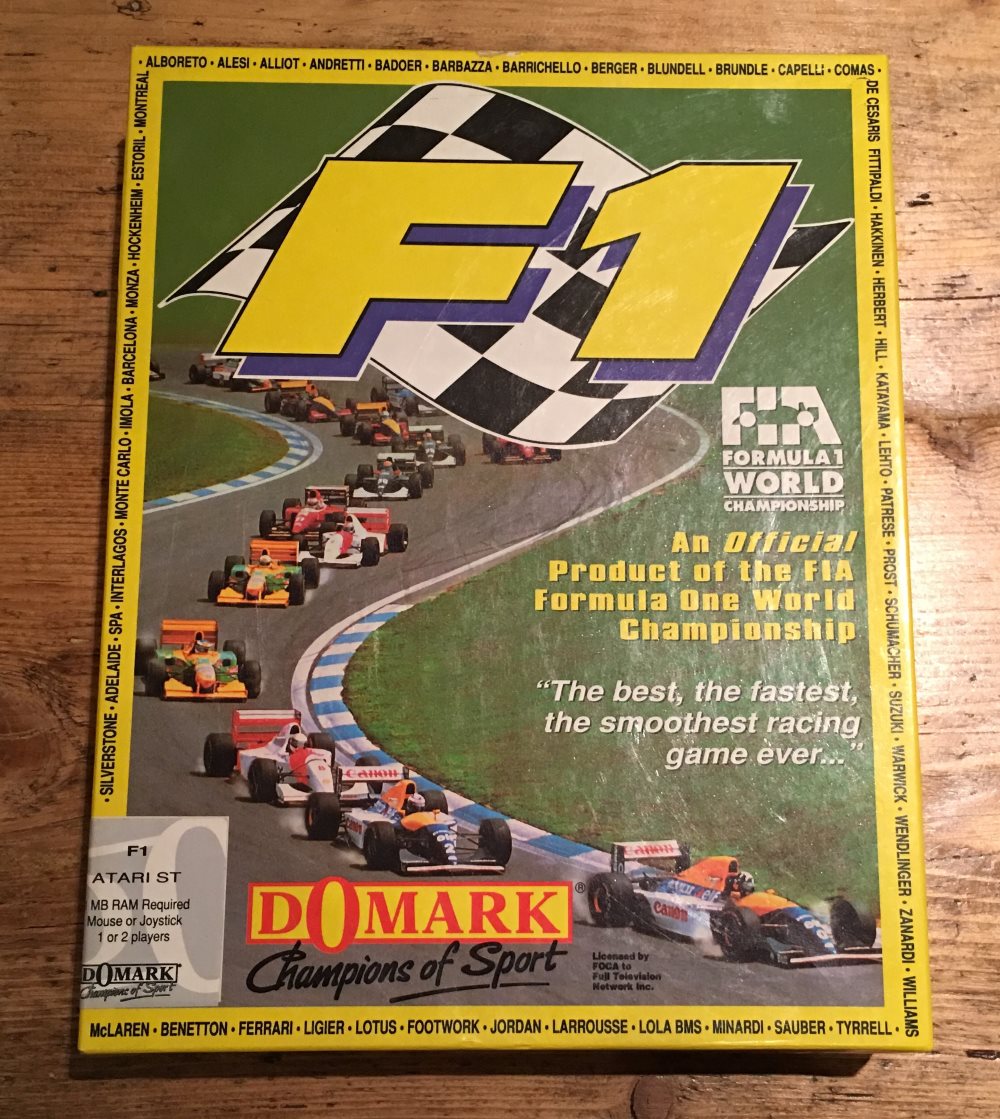 • ALBORETO • ALESI • ALLIOT • ANDRETTI • BADOER • BARBAZZA • BARRICHELLO • BERGER • BLUNDELL • BRUNDLE • CAPELLI • COMAS •
DE CESARIS FITTIPALDI • HAKKINEN • HERBERT • HILL • KATAYAMA • LEHTO • PATRESE • PROST • SCHUMACHER • SUZUKI • WARWICK • WENDLINGER • ZANARDI • WILLIAMS
• SILVERSTONE • ADELAIDE • SPA • INTERLAGOS • MONTE CARLO • IMOLA • BARCELONA • MONZA • HOCKENHEIM • ESTORIL • MONTREAL
F1
FIA
FORMULA 1
WORLD
CHAMPIONSHIP
An Official
Product of the FIA
Formula One World
Championship
“The best, the fastest,
the smoothest racing
game ever...”
Canon
Canon
Canon
F1
ATARI ST
MB RAM Required
Mouse or Joystick
1 or 2 players
DOMARK
Champions of Sport
DOMARK®
Champions of Sport
Licensed by
FOCA to
Fuji Television
Network Inc.
McLAREN • BENETTON • FERRARI • LIGIER • LOTUS • FOOTWORK • JORDAN • LARROUSSE • LOLA BMS • MINARDI • SAUBER • TYRRELL •